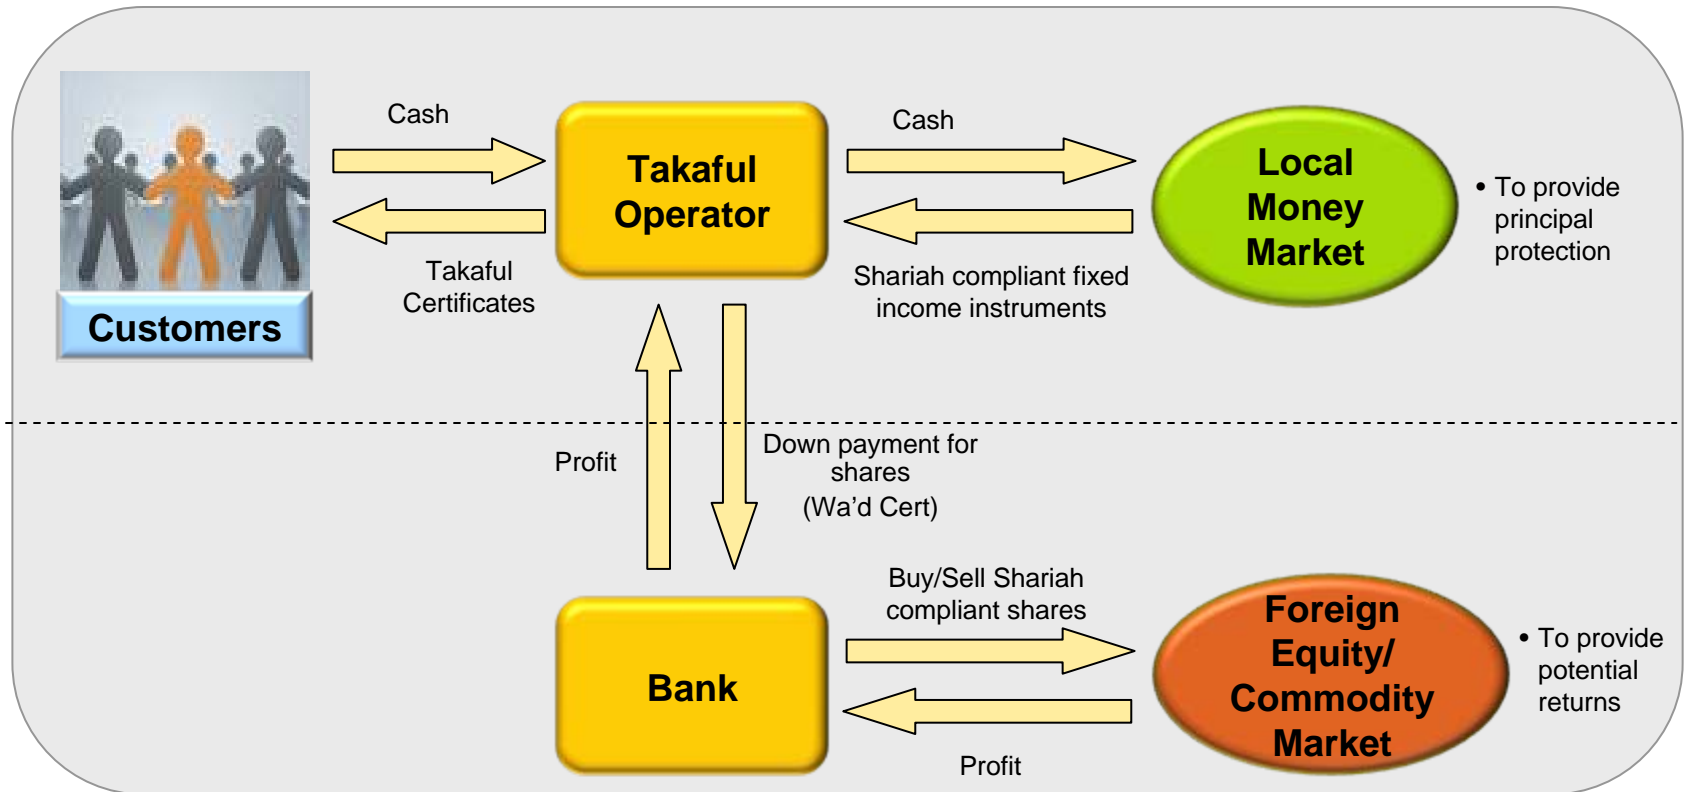 Cash
Takaful
Certificates
Customers
Takaful
Operator
Cash
Shariah compliant fixed
income instruments
Local
Money
Market
• To provide
principal
protection
Profit
Down payment for
shares
(Wa’d Cert)
Bank
Buy/Sell Shariah
compliant shares
Profit
Foreign
Equity/
Commodity
Market
• To provide
potential
returns